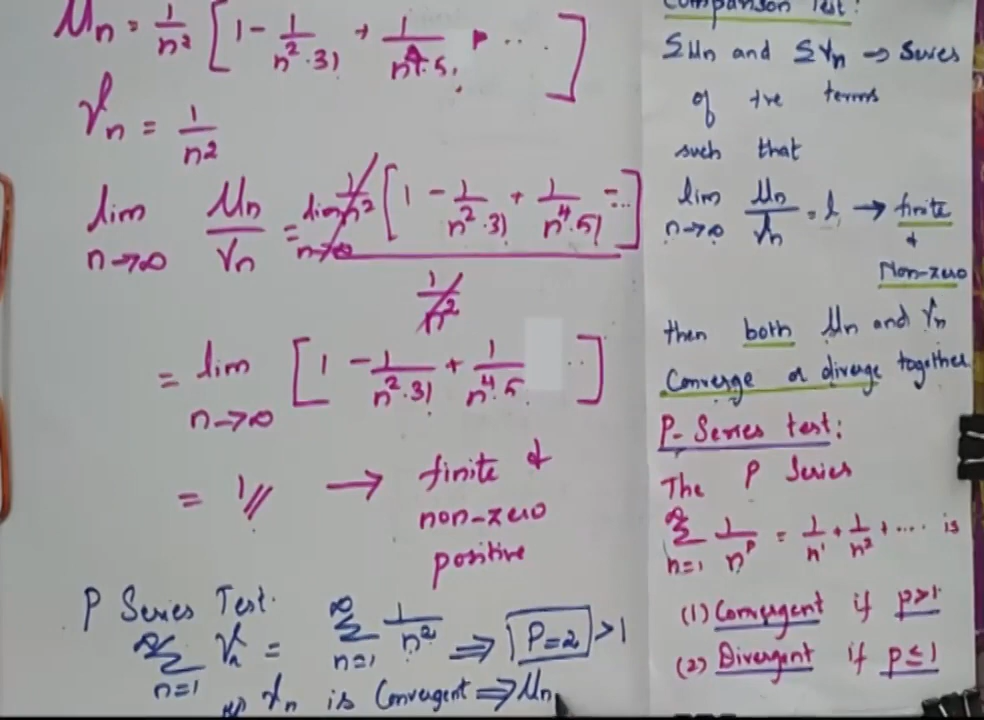 Un = 1/n² [1 - 1/n²·3! + 1/n⁴·5! ...]
Vn = 1/n²
lim n→∞ Un/Vn = lim n→∞ 1/n² [1 - 1/n²·3! + 1/n⁴·5! -...] / 1/n²
= lim n→∞ [1 - 1/n²·3! + 1/n⁴·5 ..]
= 1// → finite &
non-zero
positive
P Series Test.
∞ Σ n=1 Vn = ∞ Σ n=1 1/n² ⇒ P=2 >1
Vn is Convergent ⇒ Un
Comparison Test:
ΣUn and ΣVn → Series
of +ve terms
such that
lim n→∞ Un/Vn = l → finite
&
Non-zero
then both Un and Vn
Converge or diverge together
P-Series test:
The P Series
∞ Σ n=1 1/n^p = 1/n¹ + 1/n² + .... is
(1) Convergent if p>1
(2) Divergent if p≤1